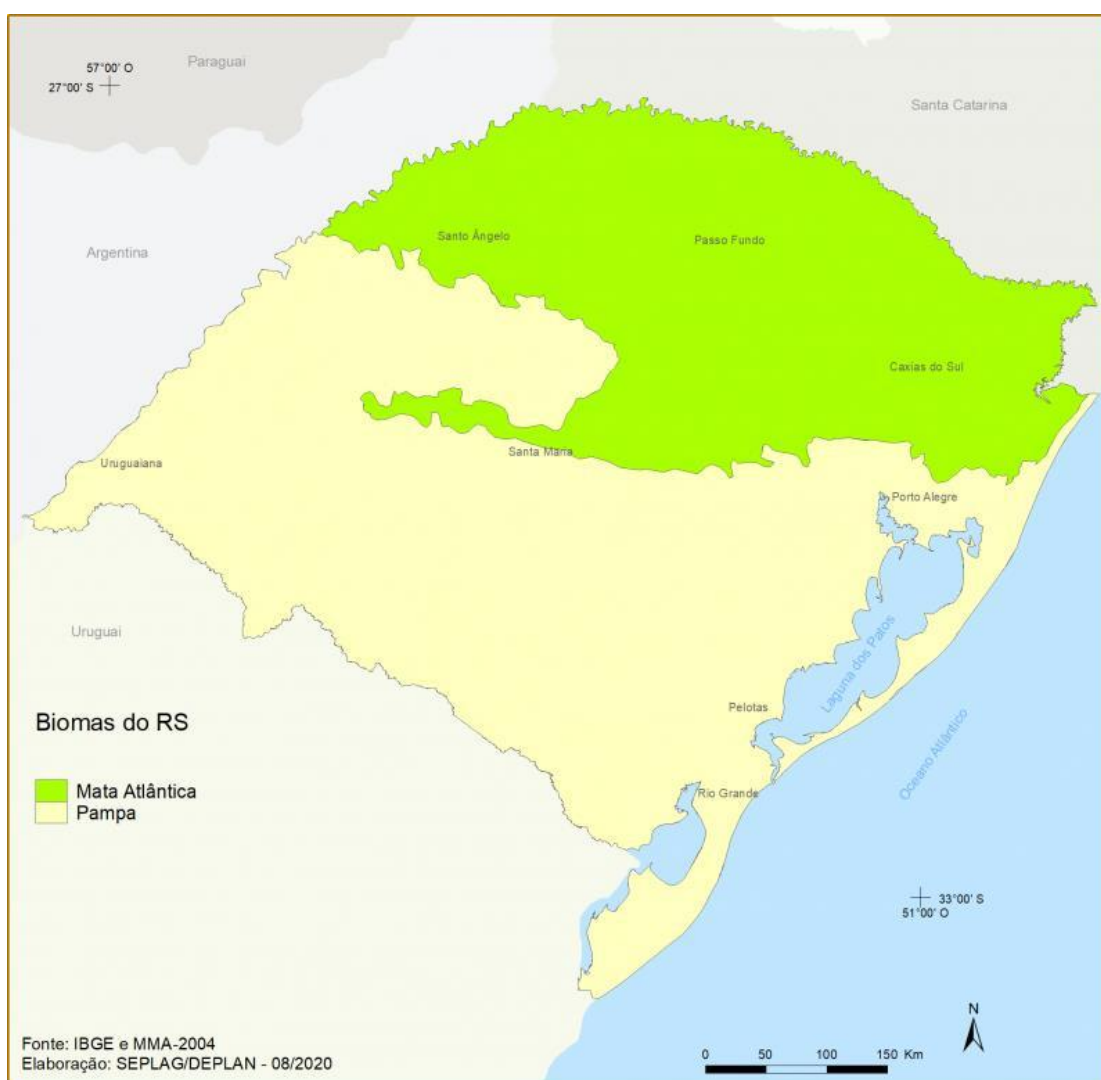 Paraguai
57°00' O
27°00' S
Santa Catarina
Santo Ângelo
Passo Fundo
Argentina
Caxias do Sul
Santa Maria
Uruguaiana
Porto Alegre
Uruguai
Laguna dos Patos
Pelotas
Oceano Atlântico
Biomas do RS
Mata Atlântica
Pampa
Rio Grande
33°00' S
51°00' O
N
Fonte: IBGE e MMA-2004
Elaboração: SEPLAG/DEPLAN - 08/2020
0 50 100 150 Km